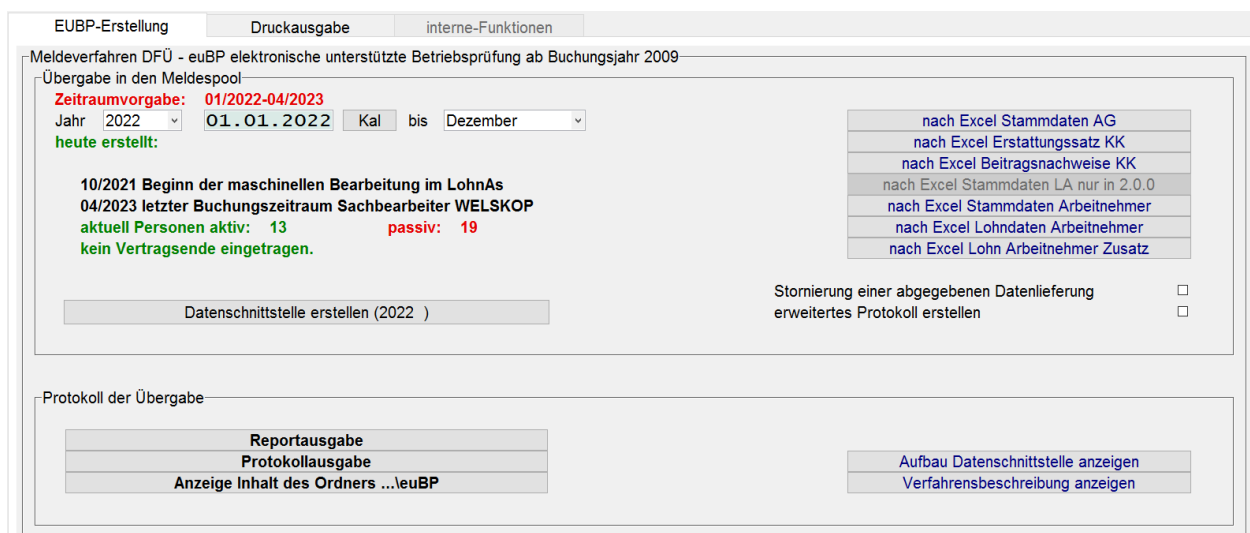 EUBP-Erstellung Druckausgabe interne-Funktionen
Meldeverfahren DFÜ - euBP elektronische unterstützte Betriebsprüfung ab Buchungsjahr 2009
Übergabe in den Meldespool
Zeitraumvorgabe: 01/2022-04/2023
Jahr 2022 01.01.2022 Kal bis Dezember
heute erstellt:
10/2021 Beginn der maschinellen Bearbeitung im LohnAs
04/2023 letzter Buchungszeitraum Sachbearbeiter WELSKOP
aktuell Personen aktiv: 13 passiv: 19
kein Vertragsende eingetragen.
Datenschnittstelle erstellen (2022 )
nach Excel Stammdaten AG
nach Excel Erstattungssatz KK
nach Excel Beitragsnachweise KK
nach Excel Stammdaten LA nur in 2.0.0
nach Excel Stammdaten Arbeitnehmer
nach Excel Lohndaten Arbeitnehmer
nach Excel Lohn Arbeitnehmer Zusatz
Stornierung einer abgegebenen Datenlieferung
erweitertes Protokoll erstellen
Protokoll der Übergabe
Reportausgabe
Protokollausgabe
Anzeige Inhalt des Ordners ...\euBP
Aufbau Datenschnittstelle anzeigen
Verfahrensbeschreibung anzeigen